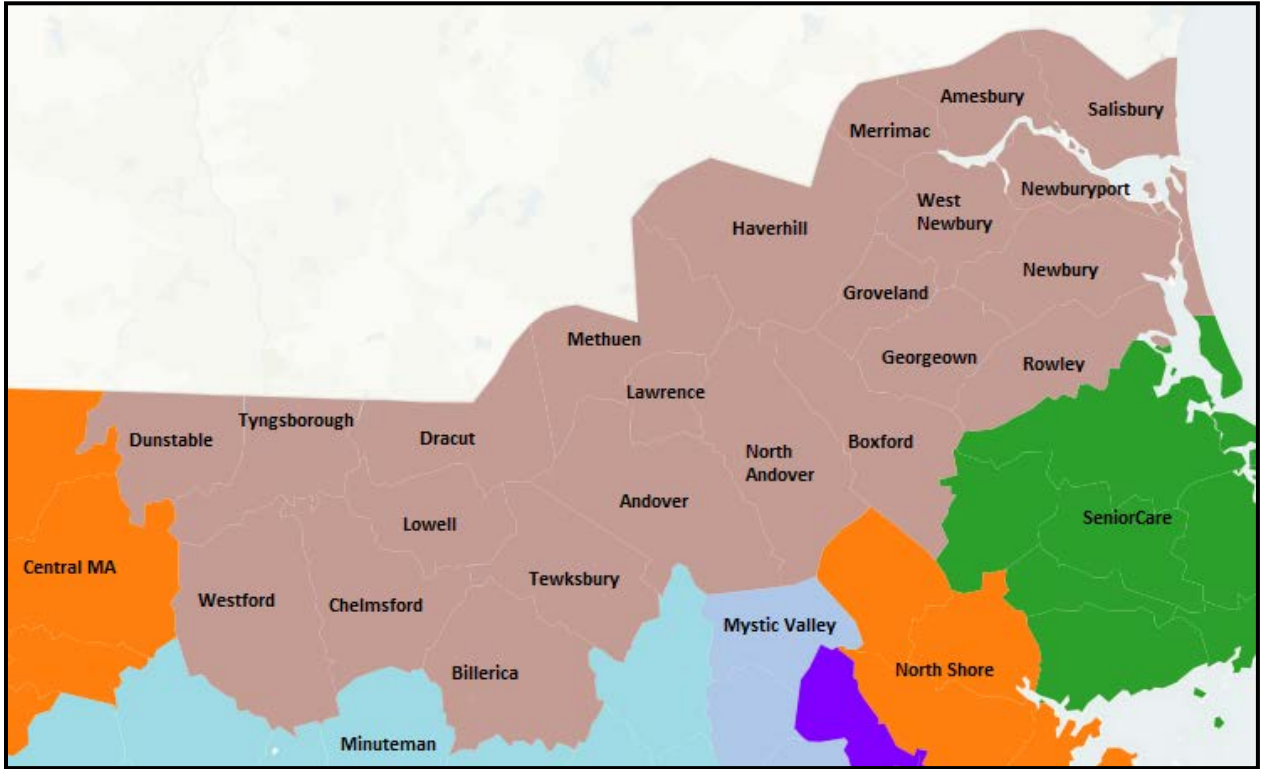 Amesbury
Salisbury
Merrimac
Newburyport
West
Newbury
Haverhill
Newbury
Groveland
Methuen
Georgeown
Rowley
Lawrence
Tyngsborough
Dunstable
Dracut
Boxford
North
Andover
Andover
Lowell
SeniorCare
Central MA
Tewksbury
Westford
Chelmsford
Mystic Valley
North Shore
Billerica
Minuteman